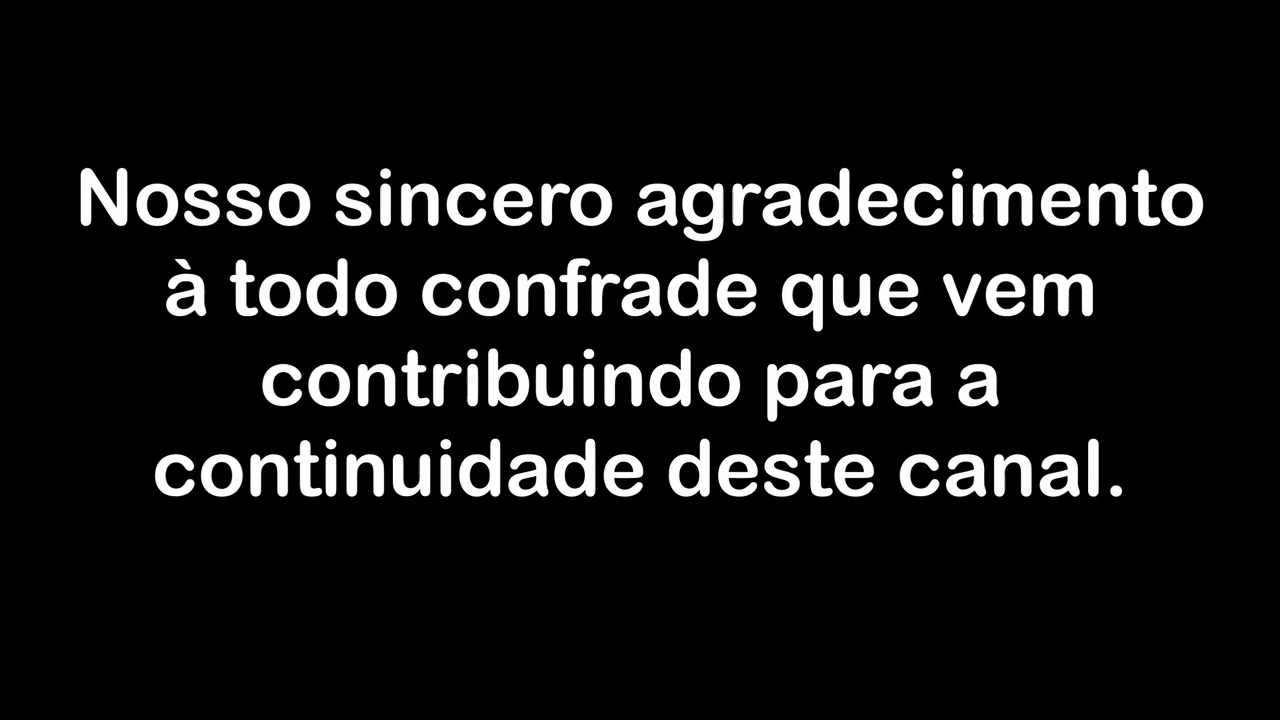 Nosso sincero agradecimento
à todo confrade que vem
contribuindo para a
continuidade deste canal.